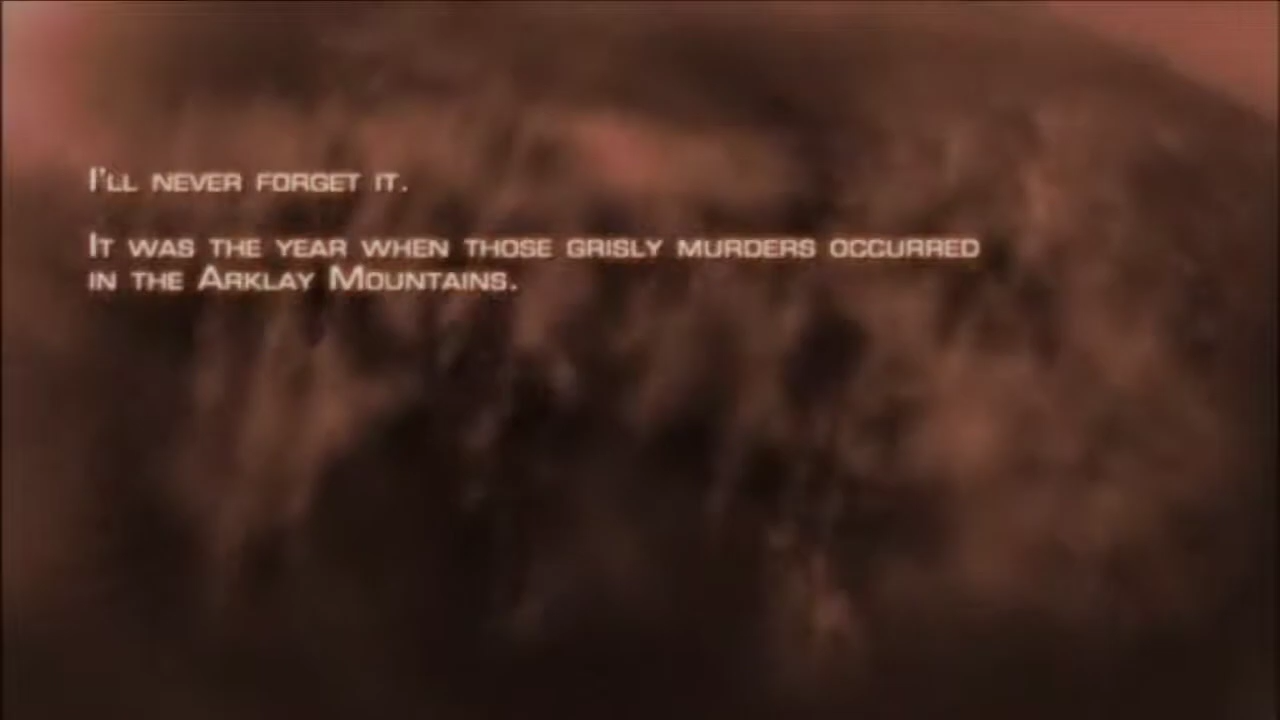 I'll never forget it.
It was the year when those grisly murders occurred
in the Arklay Mountains.